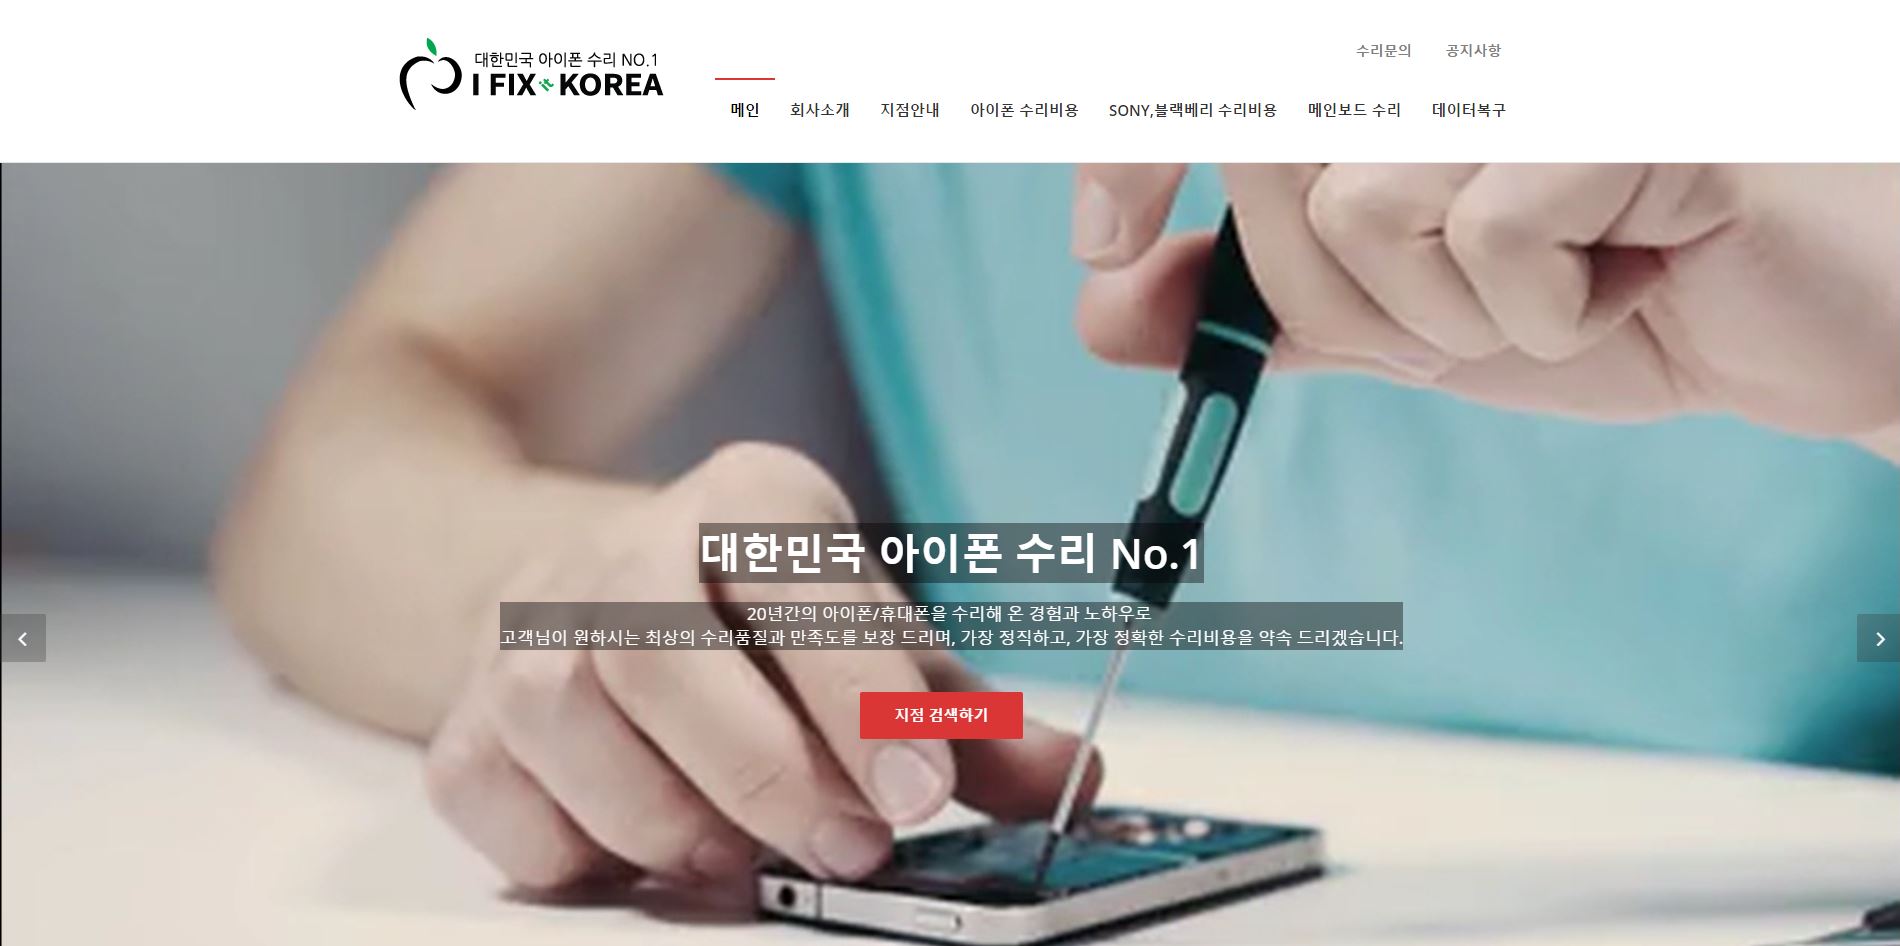 대한민국 아이폰 수리 NO.1
I FIX KOREA
수리문의 공지사항
메인 회사소개 지점안내 아이폰 수리비용 SONY,블랙베리 수리비용 메인보드 수리 데이터복구
대한민국 아이폰 수리 No.1
20년간의 아이폰/휴대폰을 수리해 온 경험과 노하우로
고객님이 원하시는 최상의 수리품질과 만족도를 보장 드리며, 가장 정직하고, 가장 정확한 수리비용을 약속 드리겠습니다.
지점 검색하기